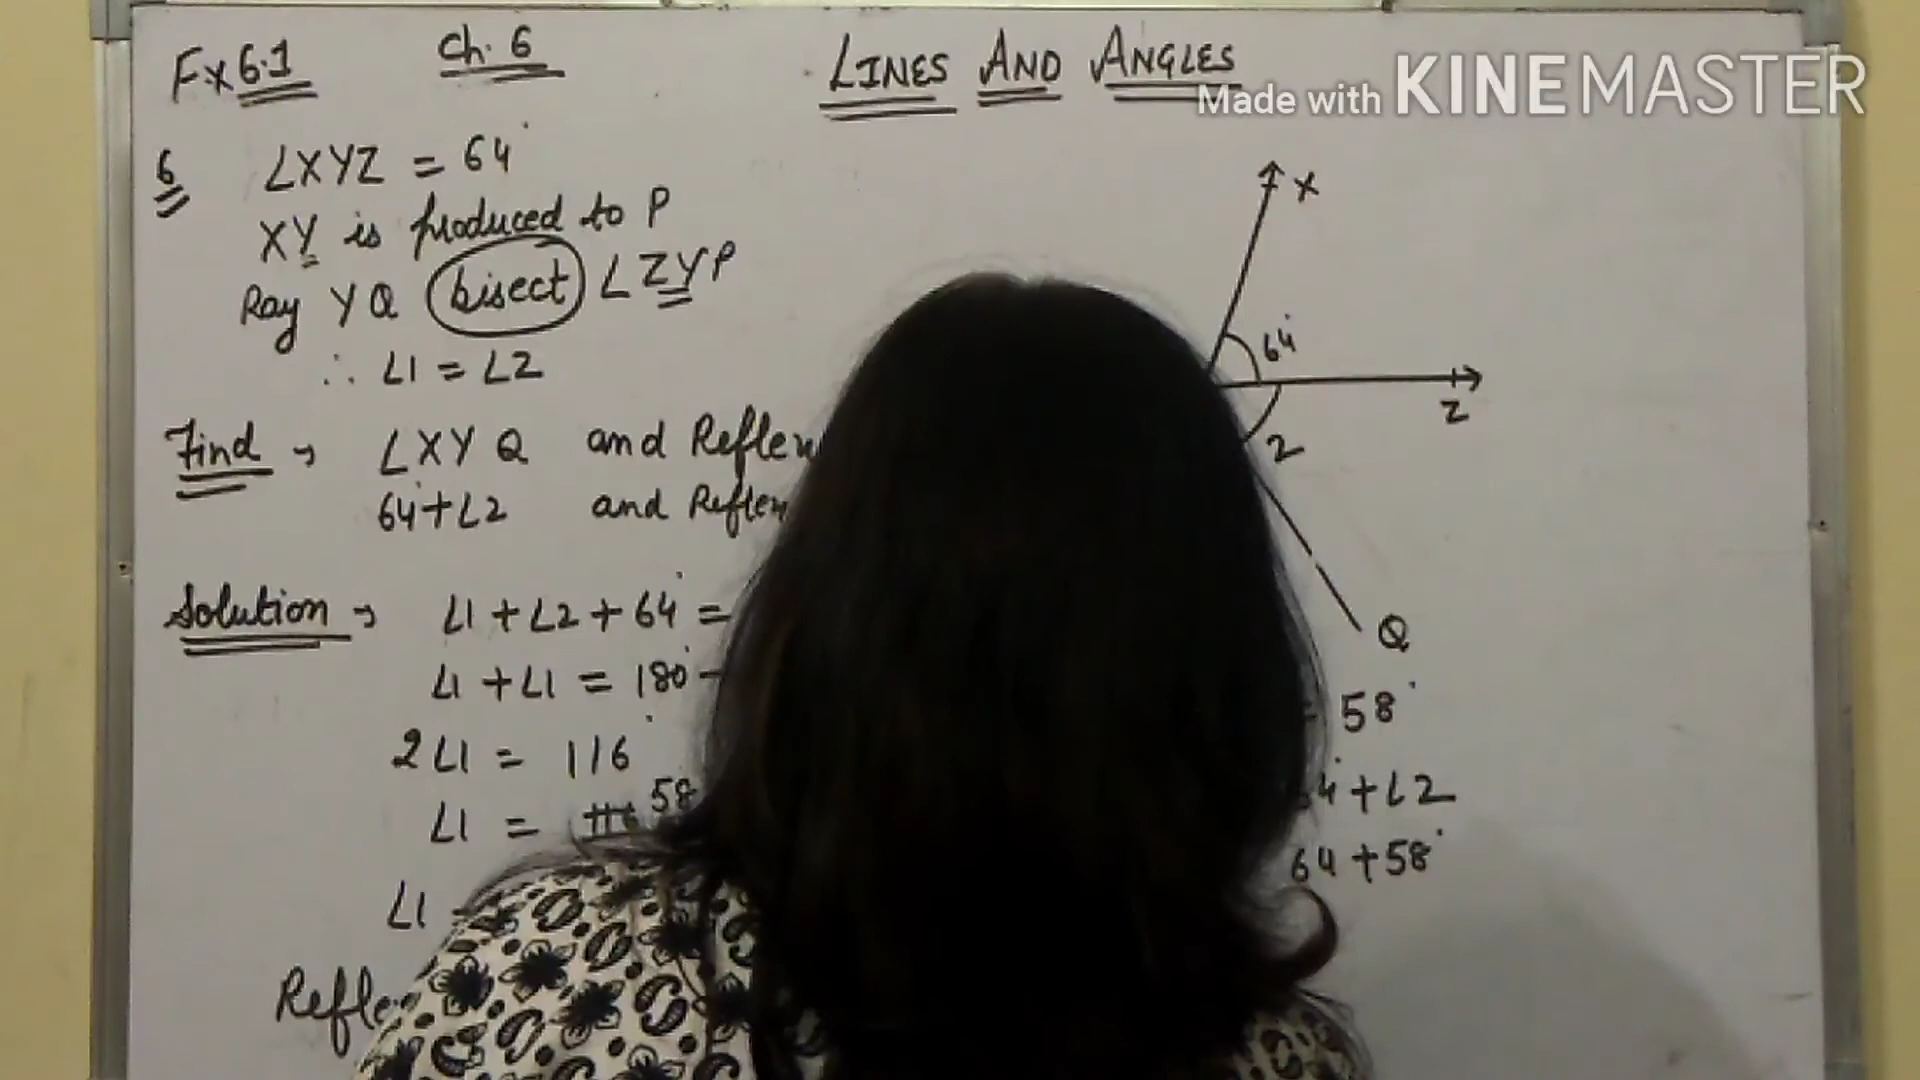 Ex 6.1 Ch. 6 LINES AND ANGLES
Made with KINEMASTER
6 ∠XYZ = 64°
XY is produced to P
Ray YQ bisect ∠ZYP
∴ ∠1 = ∠2
Find → ∠XYQ and Reflex
64°+∠2 and Reflex
Solution → ∠1 + ∠2 + 64° =
∠1 + ∠1 = 180° -
2∠1 = 116°
∠1 = 116 58
∠1
Refle
X
64°
Z
2
Q
= 58°
4°+∠2
64+58°